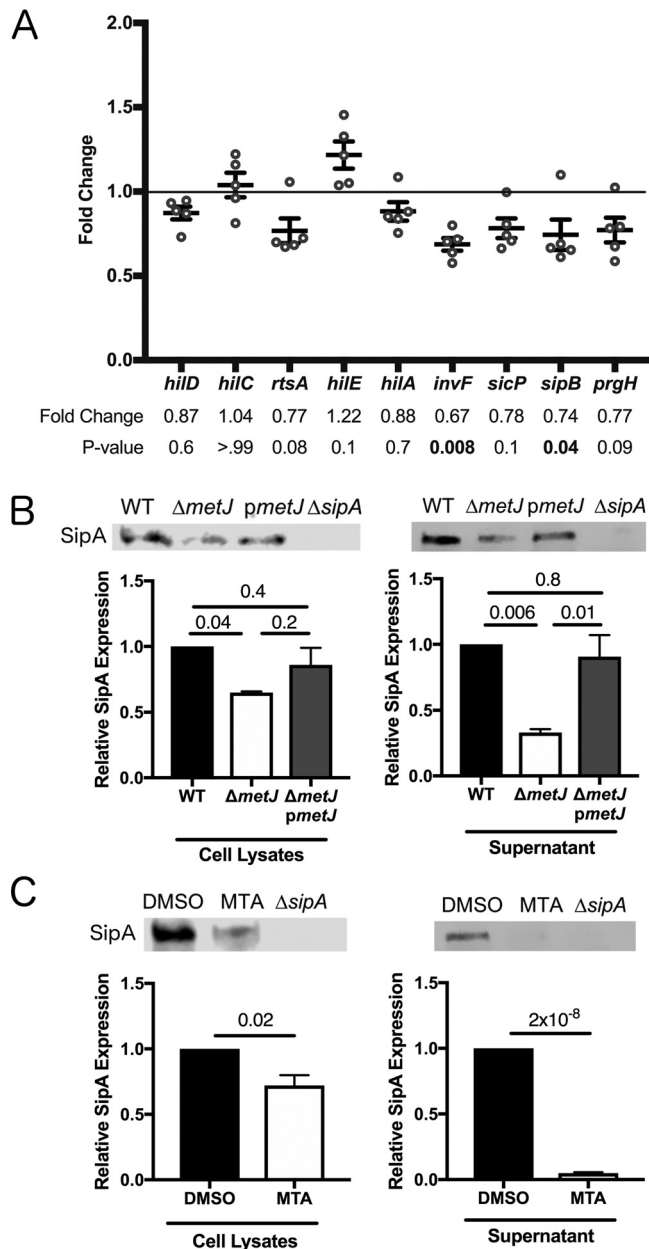 A
Fold Change
2.0
1.5
1.0
0.5
0.0
hilD hilC rtsA hilE hilA invF sicP sipB prgH
Fold Change 0.87 1.04 0.77 1.22 0.88 0.67 0.78 0.74 0.77
P-value 0.6 >.99 0.08 0.1 0.7 0.008 0.1 0.04 0.09
B
WT ΔmetJ pmetJ ΔsipA
SipA
Relative SipA Expression
1.5
1.0
0.5
0.0
0.4
0.04 0.2
WT ΔmetJ ΔmetJ
pmetJ
Cell Lysates
WT ΔmetJ pmetJ ΔsipA
Relative SipA Expression
1.5
1.0
0.5
0.0
0.8
0.006 0.01
WT ΔmetJ ΔmetJ
pmetJ
Supernatant
C
DMSO MTA ΔsipA
SipA
Relative SipA Expression
1.5
1.0
0.5
0.0
0.02
DMSO MTA
Cell Lysates
DMSO MTA ΔsipA
Relative SipA Expression
1.5
1.0
0.5
0.0
2x10⁻⁸
DMSO MTA
Supernatant